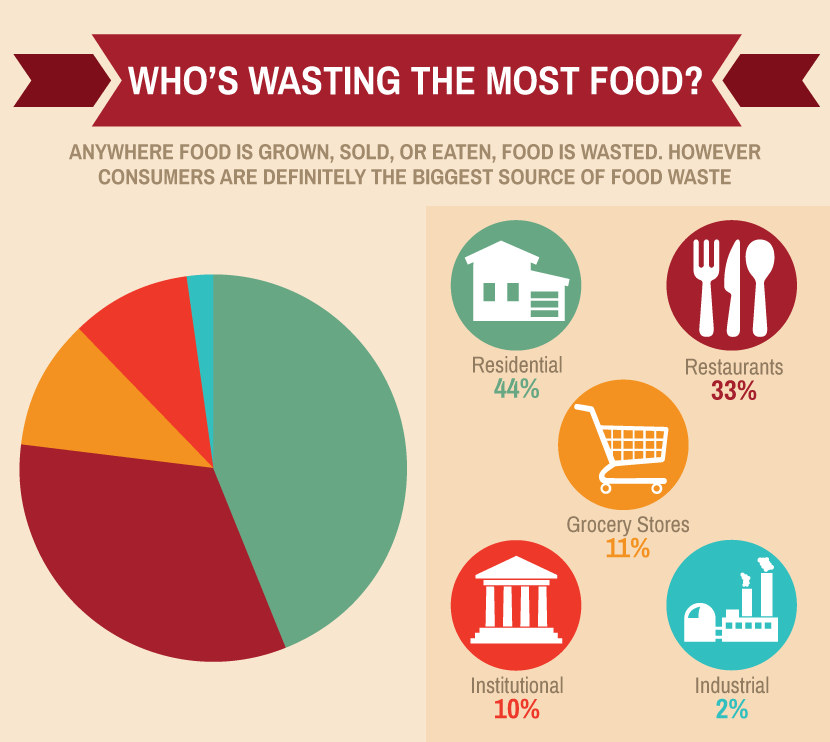 WHO'S WASTING THE MOST FOOD?
ANYWHERE FOOD IS GROWN, SOLD, OR EATEN, FOOD IS WASTED. HOWEVER
CONSUMERS ARE DEFINITELY THE BIGGEST SOURCE OF FOOD WASTE
Residential
44%
Restaurants
33%
Grocery Stores
11%
Institutional
10%
Industrial
2%